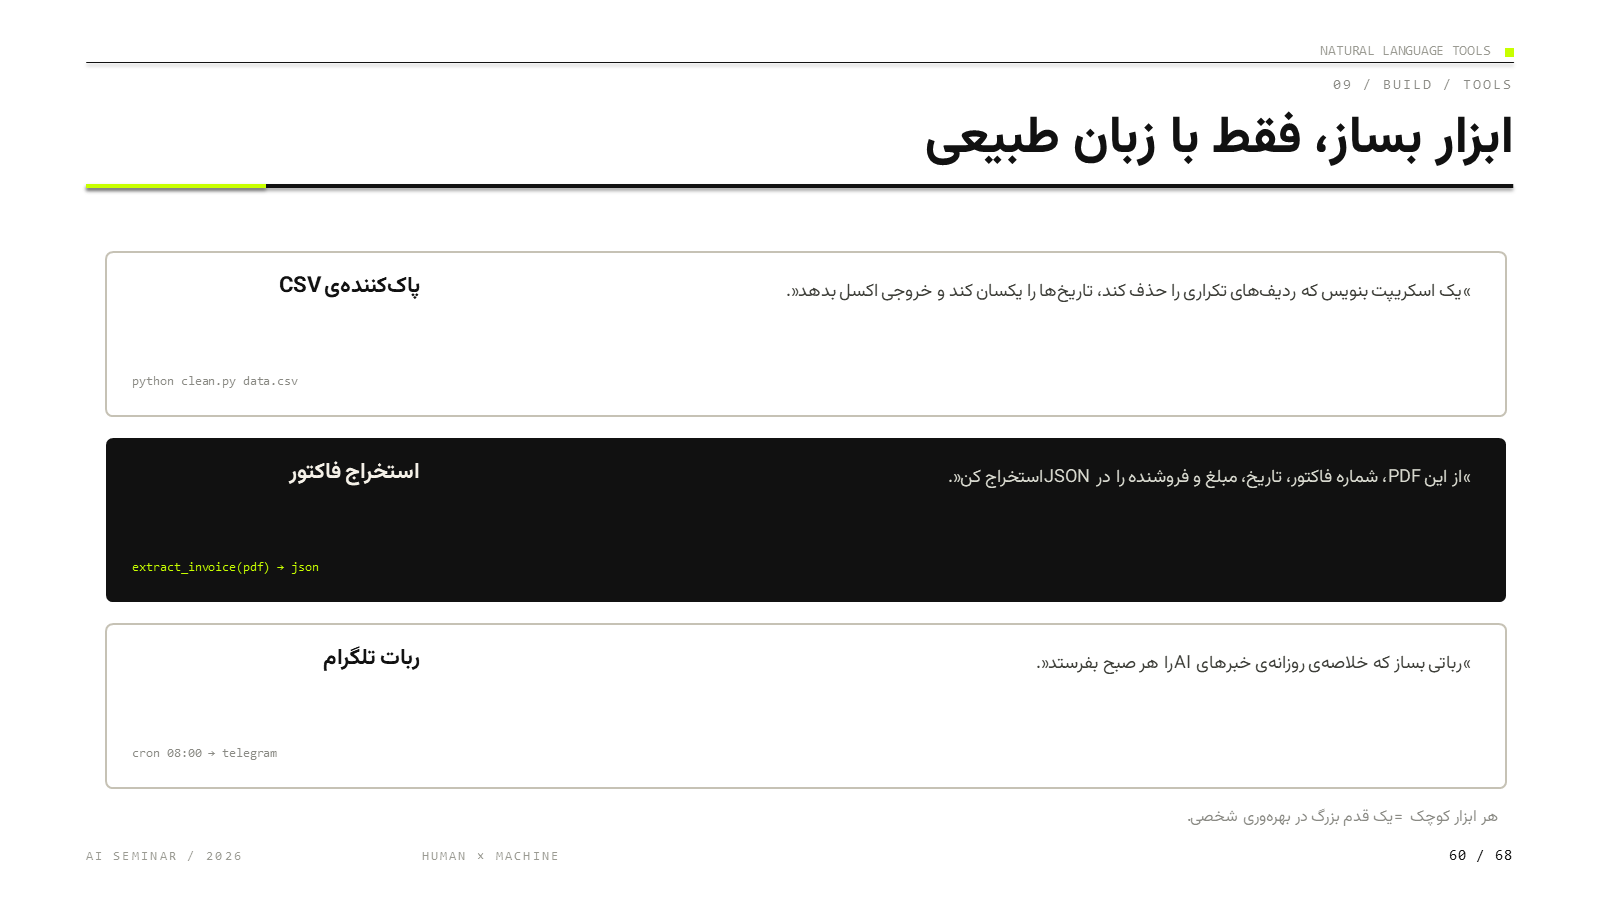 NATURAL LANGUAGE TOOLS
09 / BUILD / TOOLS
ابزار بساز، فقط با زبان طبیعی
پاک‌کننده‌ی CSV
«یک اسکریپت بنویس که ردیف‌های تکراری را حذف کند، تاریخ‌ها را یکسان کند و خروجی اکسل بدهد».
python clean.py data.csv
استخراج فاکتور
«از این PDF، شماره فاکتور، تاریخ، مبلغ و فروشنده را در JSON استخراج کن».
extract_invoice(pdf) → json
ربات تلگرام
«رباتی بساز که خلاصه‌ی روزانه‌ی خبرهای AI را هر صبح بفرستد».
cron 08:00 → telegram
هر ابزار کوچک = یک قدم بزرگ در بهره‌وری شخصی.
AI SEMINAR / 2026
HUMAN × MACHINE
60 / 68